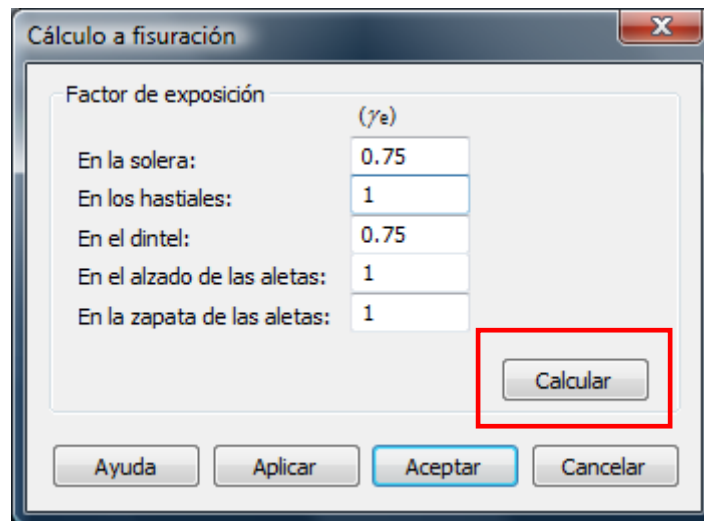 Cálculo a fisuración
Factor de exposición
(γe)
En la solera: 0.75
En los hastiales: 1
En el dintel: 0.75
En el alzado de las aletas: 1
En la zapata de las aletas: 1
Calcular
Ayuda Aplicar Aceptar Cancelar